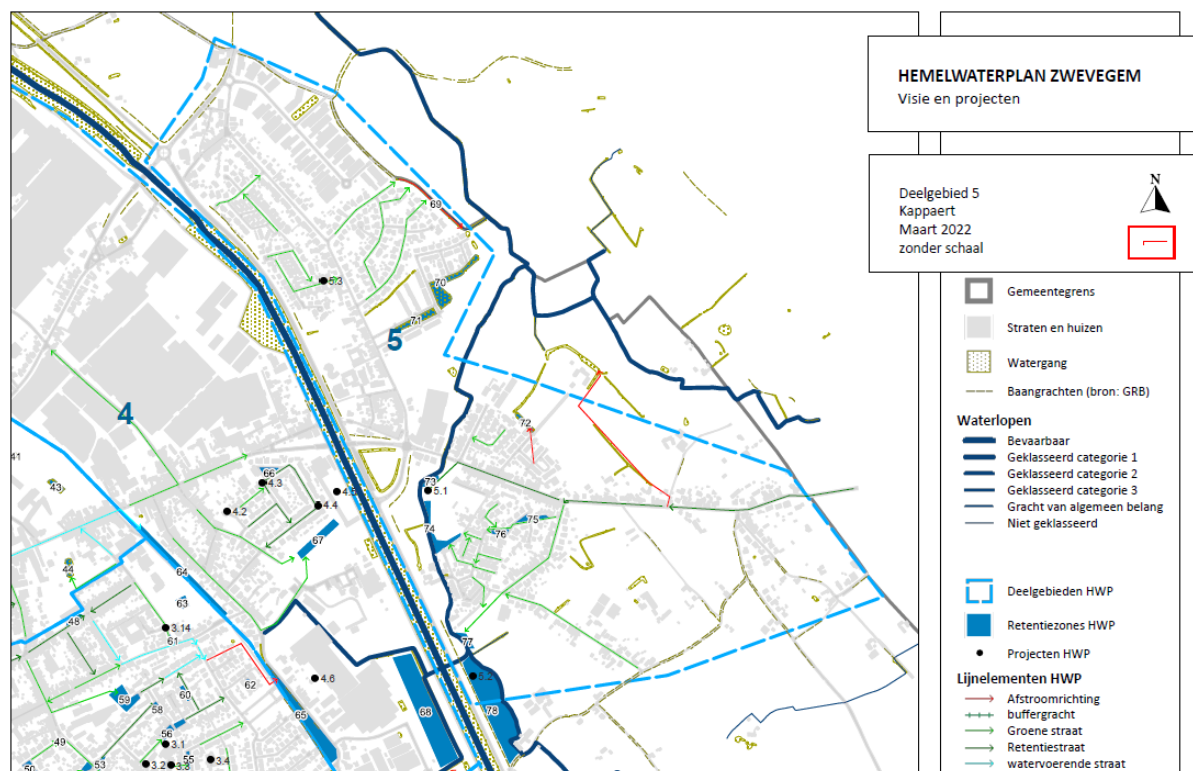 HEMELWATERPLAN ZWEVEGEM
Visie en projecten
N
Deelgebied 5
Kappaert
Maart 2022
zonder schaal
Gemeentegrens
Straten en huizen
Watergang
Baangrachten (bron: GRB)
Waterlopen
Bevaarbaar
Geklasseerd categorie 1
Geklasseerd categorie 2
Geklasseerd categorie 3
Gracht van algemeen belang
Niet geklasseerd
Deelgebieden HWP
Retentiezones HWP
Projecten HWP
Lijnelementen HWP
Afstroomrichting
buffergracht
Groene straat
Retentiestraat
watervoerende straat
69
5.3
70
71
5
4
72
41
66
4.3
43
4.5
73
5.1
4.2
4.4
74
75
76
67
44
64
63
48
3.14
61
77
4.6
5.2
62
60
59
58
65
68
78
56
49
3.1
55
3.4
50
53
3.2
3.3